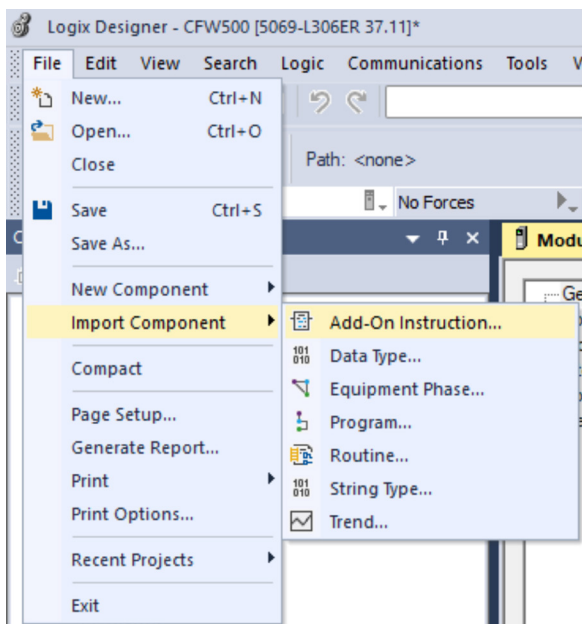 Logix Designer - CFW500 [5069-L306ER 37.11]*
File Edit View Search Logic Communications Tools
New... Ctrl+N
Open... Ctrl+O
Close
Path: <none>
Save Ctrl+S
No Forces
Save As...
New Component
Import Component
Add-On Instruction...
Compact
Data Type...
Equipment Phase...
Page Setup...
Program...
Generate Report...
Routine...
Print
String Type...
Print Options...
Trend...
Recent Projects
Exit